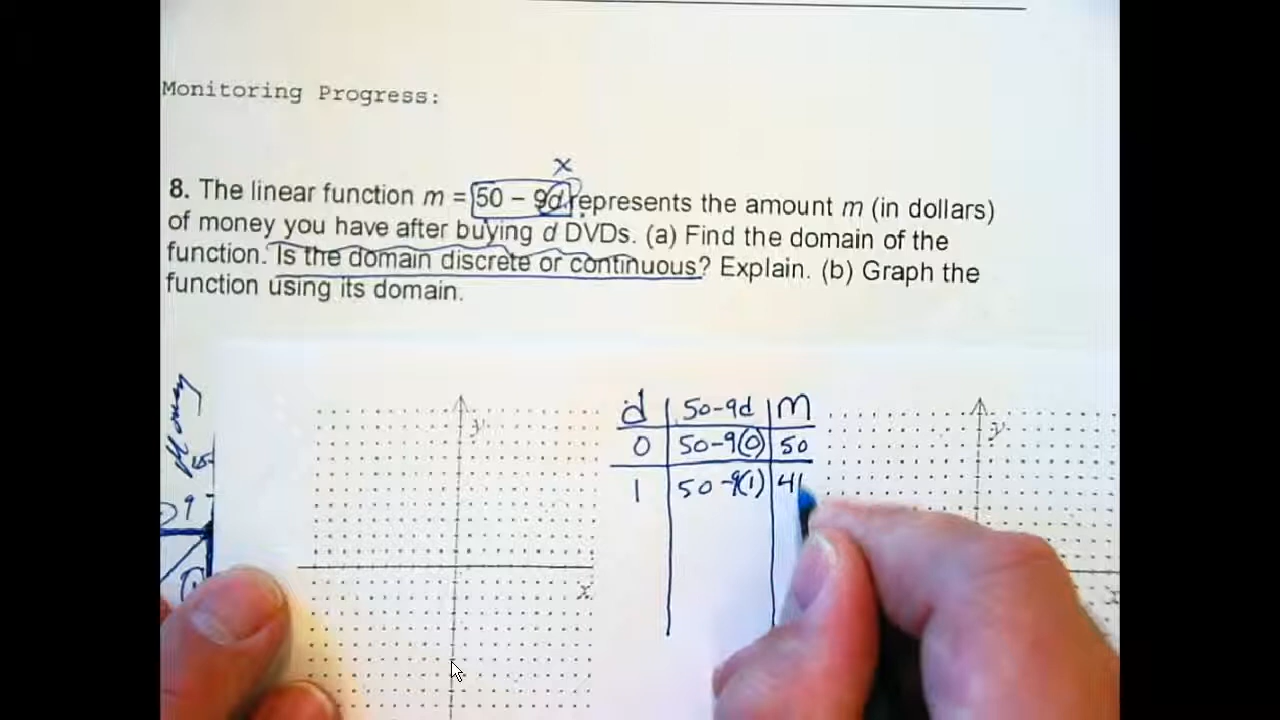 Monitoring Progress:
x
8. The linear function m = 50 – 9d represents the amount m (in dollars)
of money you have after buying d DVDs. (a) Find the domain of the
function. Is the domain discrete or continuous? Explain. (b) Graph the
function using its domain.
Money
y
x
d 50-9d m
0 50-9(0) 50
1 50-9(1) 41
y
x